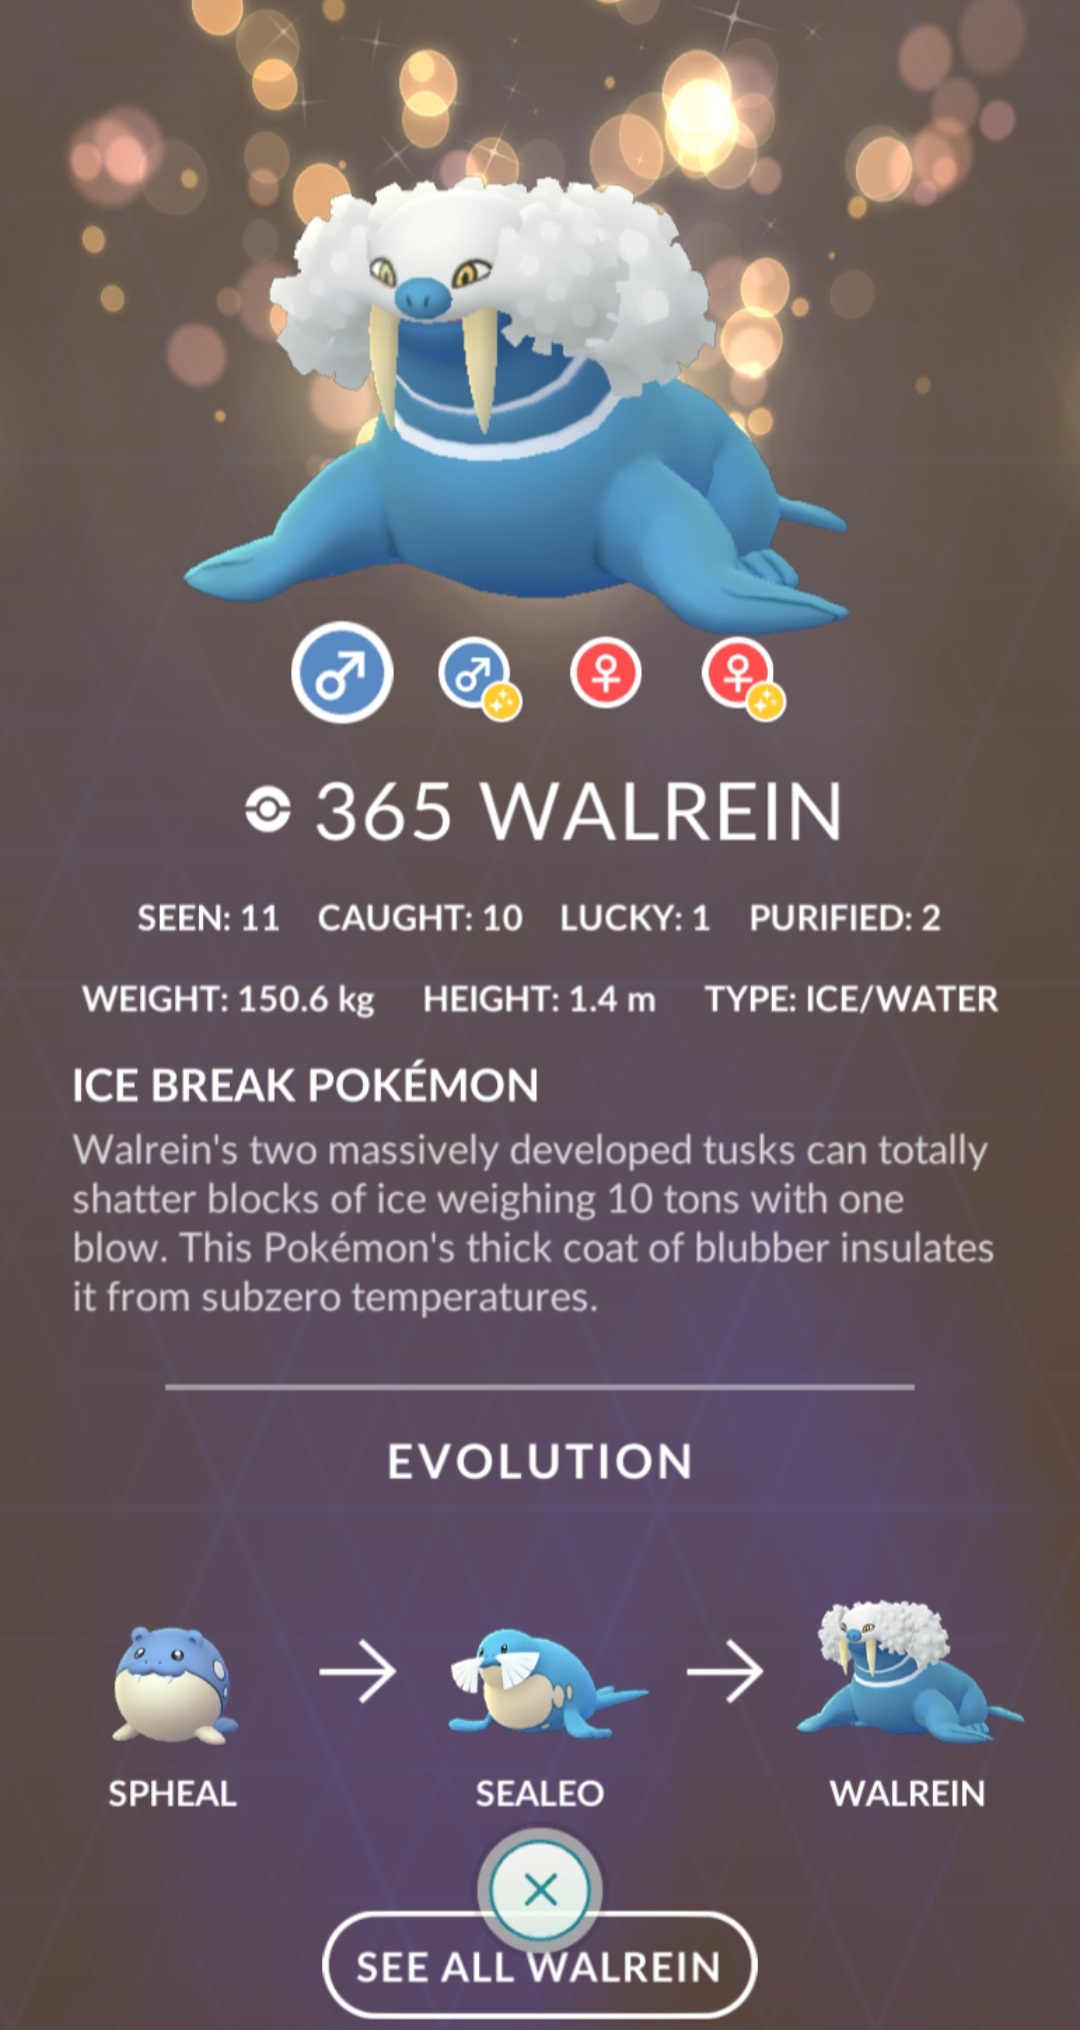 365 WALREIN
SEEN: 11 CAUGHT: 10 LUCKY: 1 PURIFIED: 2
WEIGHT: 150.6 kg HEIGHT: 1.4 m TYPE: ICE/WATER
ICE BREAK POKÉMON
Walrein's two massively developed tusks can totally
shatter blocks of ice weighing 10 tons with one
blow. This Pokémon's thick coat of blubber insulates
it from subzero temperatures.
EVOLUTION
SPHEAL SEALEO WALREIN
SEE ALL WALREIN